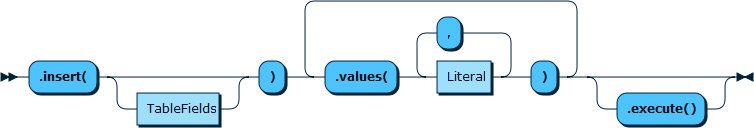 ,
.insert( ) .values( Literal )
TableFields .execute()